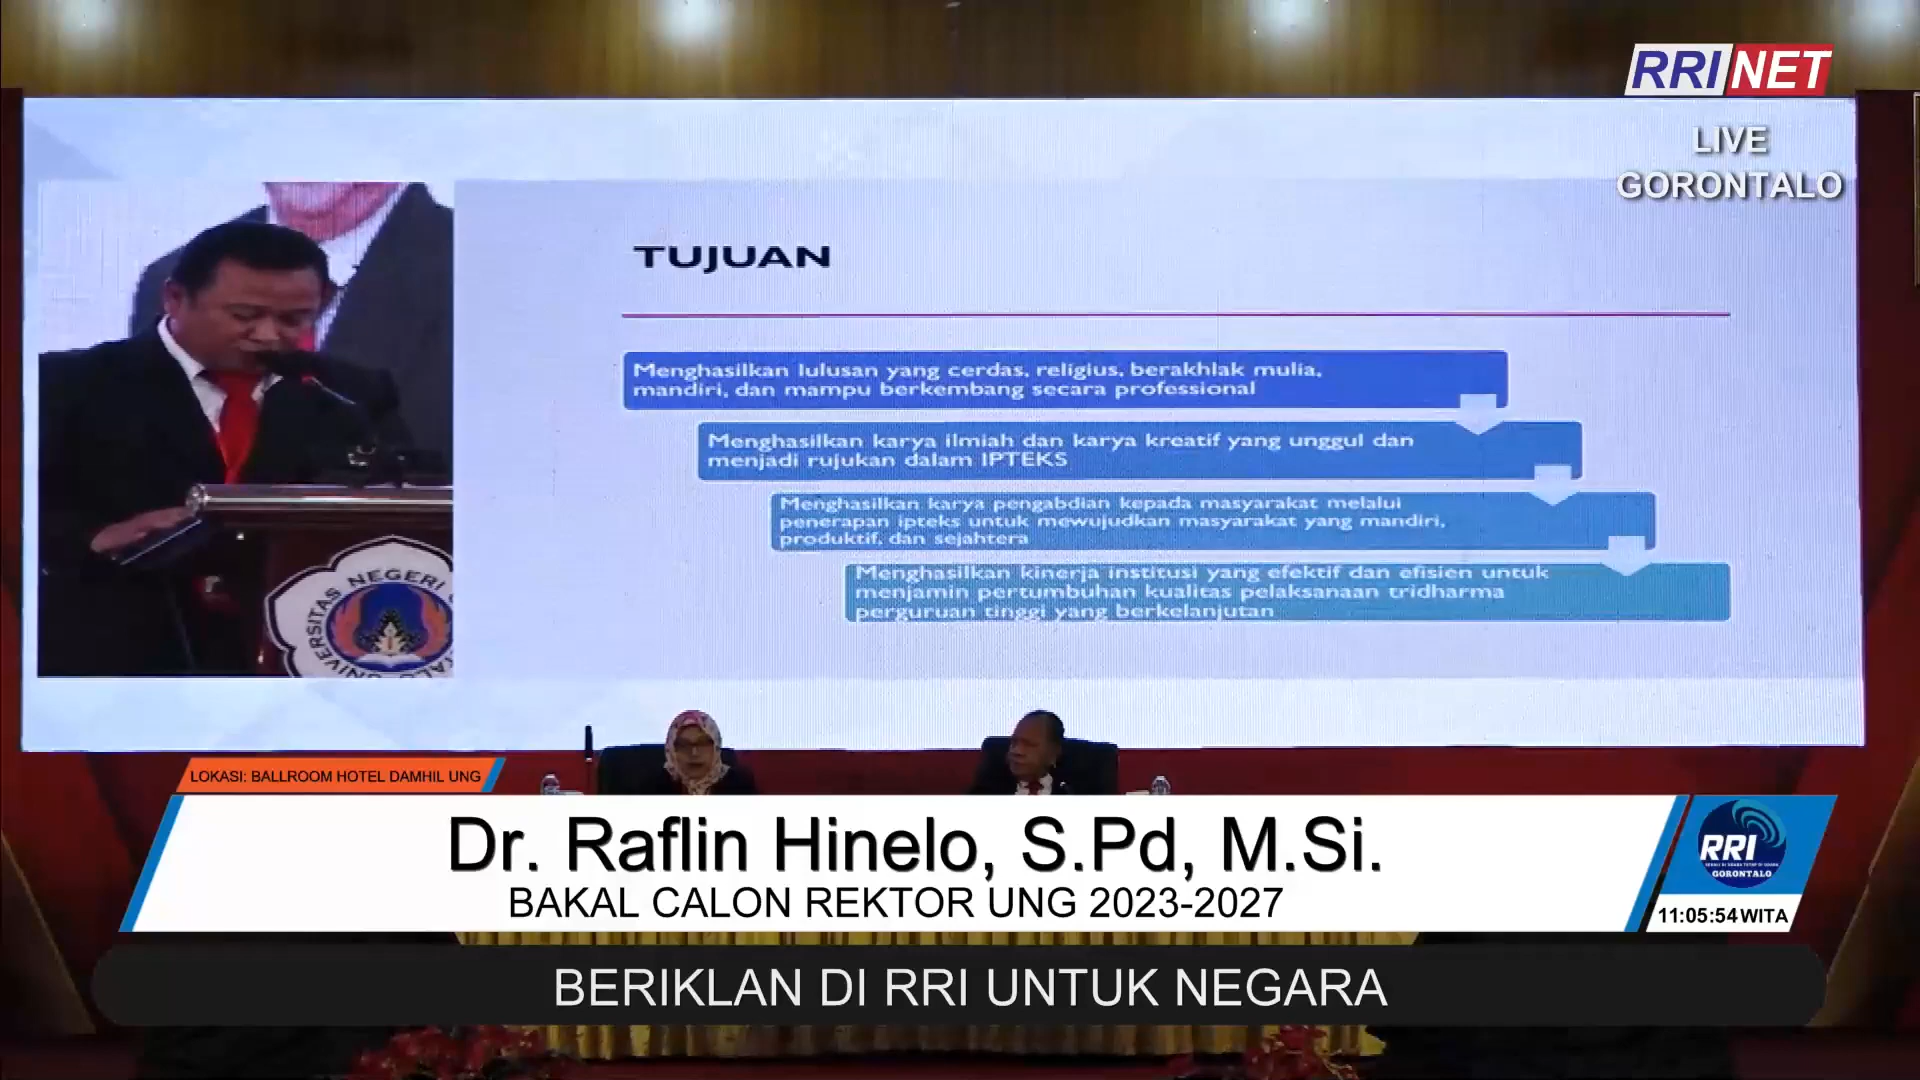 RRI NET
LIVE
GORONTALO
TUJUAN
Menghasilkan lulusan yang cerdas, religius, berakhlak mulia,
mandiri, dan mampu berkembang secara professional
Menghasilkan karya ilmiah dan karya kreatif yang unggul dan
menjadi rujukan dalam IPTEKS
Menghasilkan karya pengabdian kepada masyarakat melalui
penerapan ipteks untuk mewujudkan masyarakat yang mandiri,
produktif, dan sejahtera
Menghasilkan kinerja institusi yang efektif dan efisien untuk
menjamin pertumbuhan kualitas pelaksanaan tridharma
perguruan tinggi yang berkelanjutan
UNIVERSITAS NEGERI
LOKASI: BALLROOM HOTEL DAMHIL UNG
Dr. Raflin Hinelo, S.Pd, M.Si.
BAKAL CALON REKTOR UNG 2023-2027
RRI
GORONTALO
11:05:54 WITA
BERIKLAN DI RRI UNTUK NEGARA